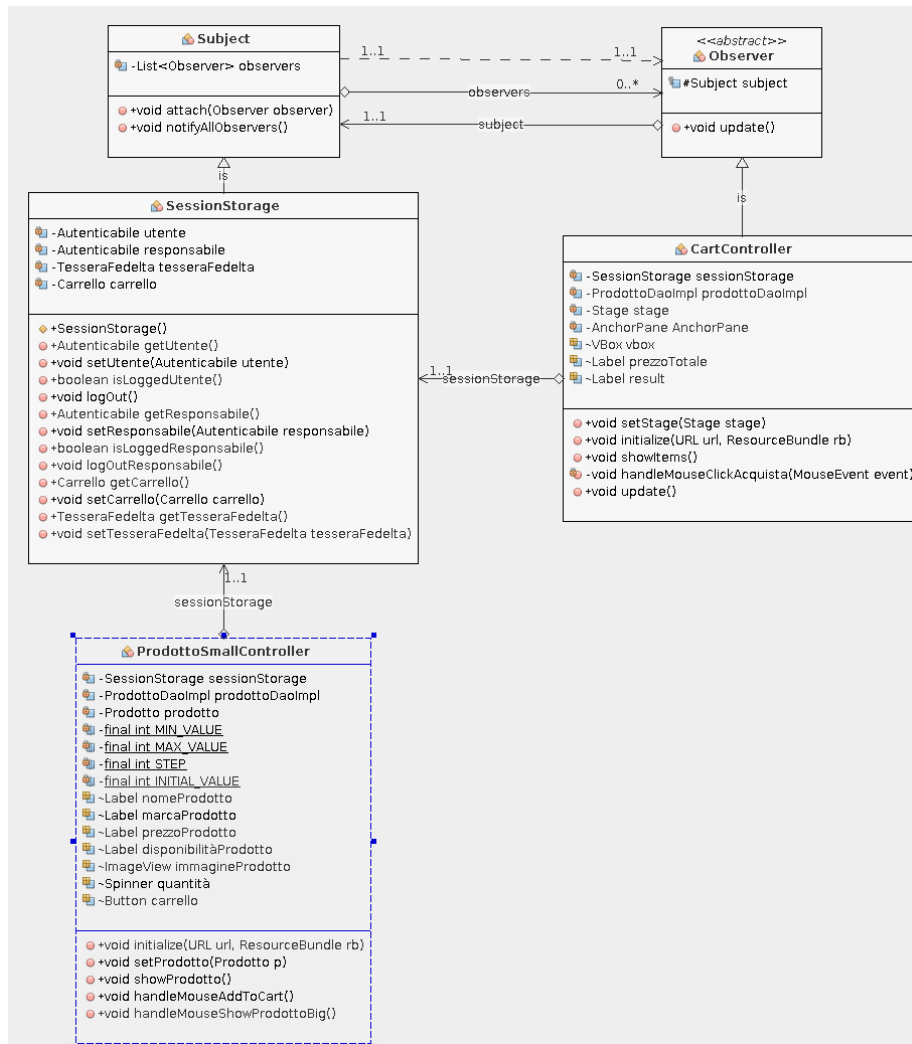 Subject
-List<Observer> observers
+void attach(Observer observer)
+void notifyAllObservers()
1..1
1..1
observers
0..*
1..1
subject
<<abstract>>
Observer
#Subject subject
+void update()
is
is
SessionStorage
-Autenticabile utente
-Autenticabile responsabile
-TesseraFedelta tesseraFedelta
-Carrello carrello
+SessionStorage()
+Autenticabile getUtente()
+void setUtente(Autenticabile utente)
+boolean isLoggedUtente()
+void logOut()
+Autenticabile getResponsabile()
+void setResponsabile(Autenticabile responsabile)
+boolean isLoggedResponsabile()
+void logOutResponsabile()
+Carrello getCarrello()
+void setCarrello(Carrello carrello)
+TesseraFedelta getTesseraFedelta()
+void setTesseraFedelta(TesseraFedelta tesseraFedelta)
1..1
sessionStorage
CartController
-SessionStorage sessionStorage
-ProdottoDaoImpl prodottoDaoImpl
-Stage stage
-AnchorPane AnchorPane
~VBox vbox
~Label prezzoTotale
~Label result
+void setStage(Stage stage)
+void initialize(URL url, ResourceBundle rb)
+void showItems()
-void handleMouseClickAcquista(MouseEvent event)
+void update()
1..1
sessionStorage
ProdottoSmallController
-SessionStorage sessionStorage
-ProdottoDaoImpl prodottoDaoImpl
-Prodotto prodotto
-final int MIN_VALUE
-final int MAX_VALUE
-final int STEP
-final int INITIAL_VALUE
~Label nomeProdotto
~Label marcaProdotto
~Label prezzoProdotto
~Label disponibilitàProdotto
~ImageView immagineProdotto
~Spinner quantità
~Button carrello
+void initialize(URL url, ResourceBundle rb)
+void setProdotto(Prodotto p)
+void showProdotto()
+void handleMouseAddToCart()
+void handleMouseShowProdottoBig()